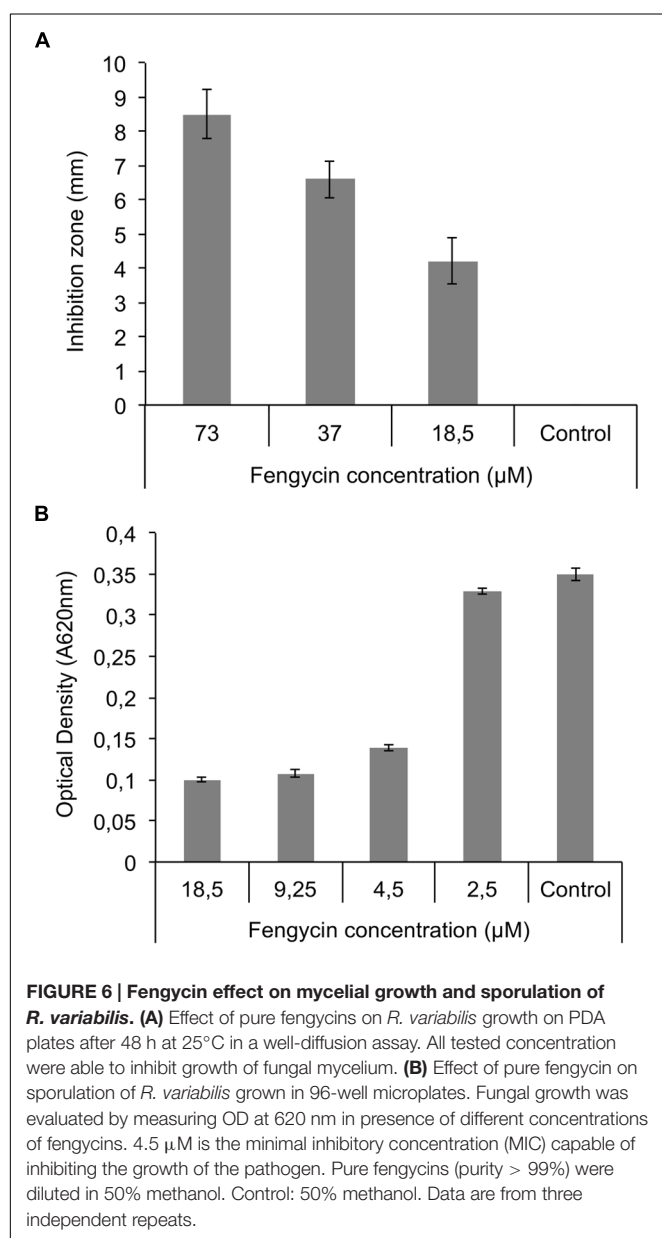 A
10
9
8
7
6
5
4
3
2
1
0
Inhibition zone (mm)
73 37 18,5 Control
Fengycin concentration (µM)
B
0,4
0,35
0,3
0,25
0,2
0,15
0,1
0,05
0
Optical Density (A620nm)
18,5 9,25 4,5 2,5 Control
Fengycin concentration (µM)
FIGURE 6 | Fengycin effect on mycelial growth and sporulation of
R. variabilis. (A) Effect of pure fengycins on R. variabilis growth on PDA
plates after 48 h at 25°C in a well-diffusion assay. All tested concentration
were able to inhibit growth of fungal mycelium. (B) Effect of pure fengycin on
sporulation of R. variabilis grown in 96-well microplates. Fungal growth was
evaluated by measuring OD at 620 nm in presence of different concentrations
of fengycins. 4.5 µM is the minimal inhibitory concentration (MIC) capable of
inhibiting the growth of the pathogen. Pure fengycins (purity > 99%) were
diluted in 50% methanol. Control: 50% methanol. Data are from three
independent repeats.